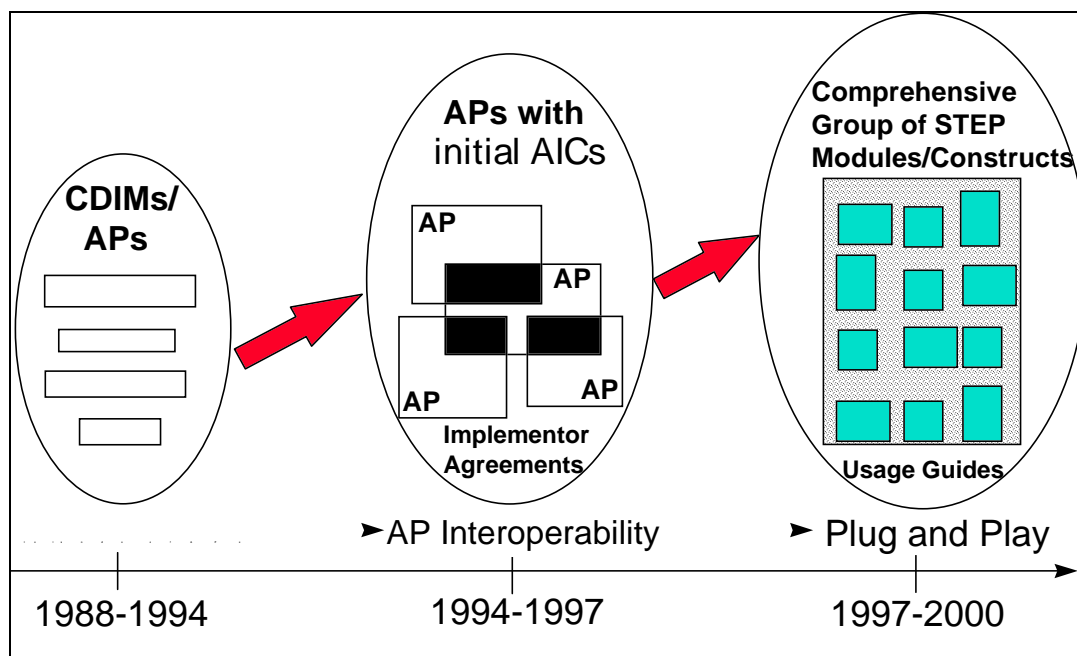 CDIMs/
APs
APs with
initial AICs
AP
AP
AP
AP
Implementor
Agreements
Comprehensive
Group of STEP
Modules/Constructs
Usage Guides
➤ AP Interoperability
➤ Plug and Play
1988-1994
1994-1997
1997-2000